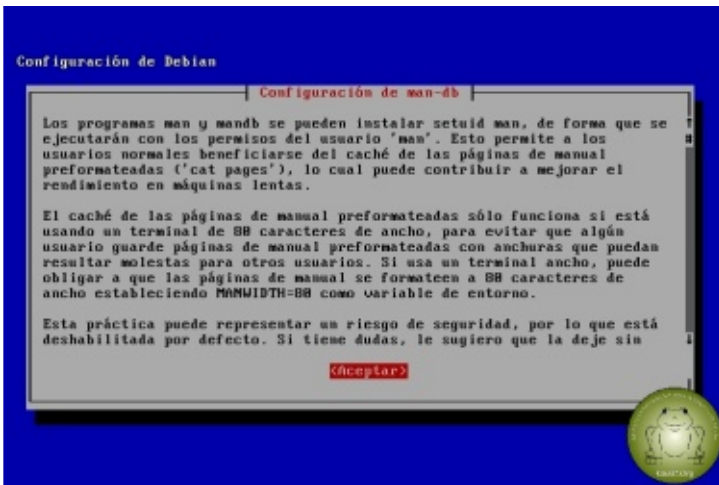 Configuración de Debian
Configuración de man-db
Los programas man y mandb se pueden instalar setuid man, de forma que se
ejecutarán con los permisos del usuario 'man'. Esto permite a los
usuarios normales beneficiarse del caché de las páginas de manual
preformateadas ('cat pages'), lo cual puede contribuir a mejorar el
rendimiento en máquinas lentas.
El caché de las páginas de manual preformateadas sólo funciona si está
usando un terminal de 80 caracteres de ancho, para evitar que algún
usuario guarde páginas de manual preformateadas con anchuras que puedan
resultar molestas para otros usuarios. Si usa un terminal ancho, puede
obligar a que las páginas de manual se formateen a 80 caracteres de
ancho estableciendo MANWIDTH=80 como variable de entorno.
Esta práctica puede representar un riesgo de seguridad, por lo que está
deshabilitada por defecto. Si tiene dudas, le sugiero que la deje sin
<Aceptar>